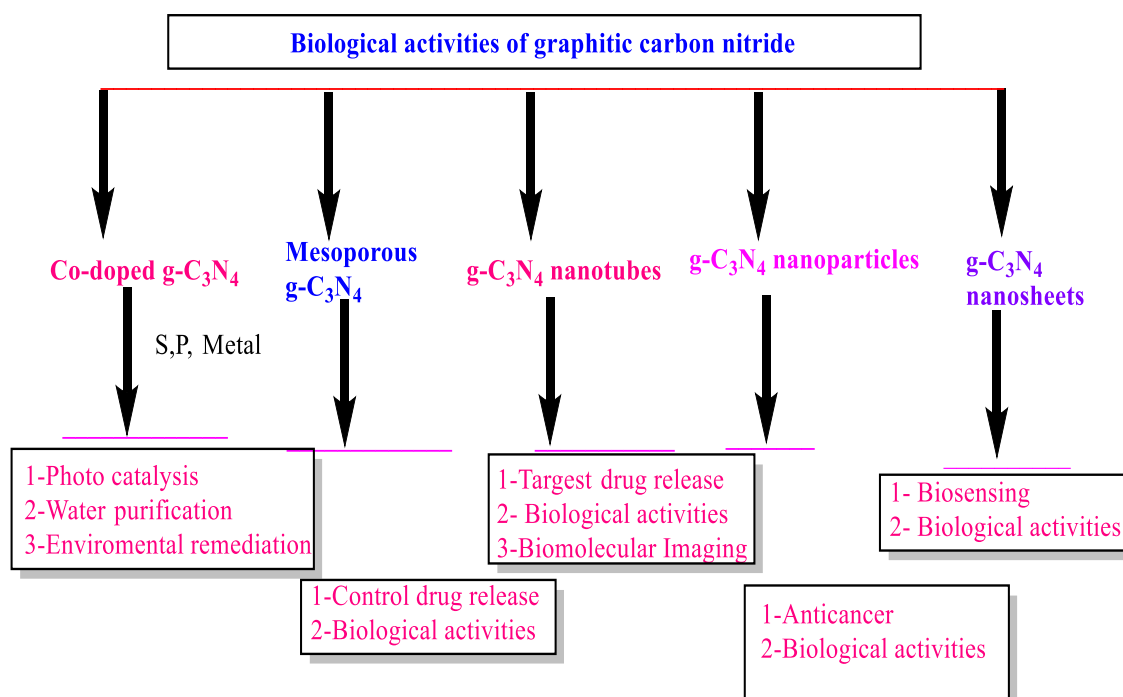 Biological activities of graphitic carbon nitride
Co-doped g-C₃N₄
Mesoporous
g-C₃N₄
g-C₃N₄ nanotubes
g-C₃N₄ nanoparticles
g-C₃N₄
nanosheets
S,P, Metal
1-Photo catalysis
2-Water purification
3-Enviromental remediation
1-Control drug release
2-Biological activities
1-Targest drug release
2- Biological activities
3-Biomolecular Imaging
1-Anticancer
2-Biological activities
1- Biosensing
2- Biological activities